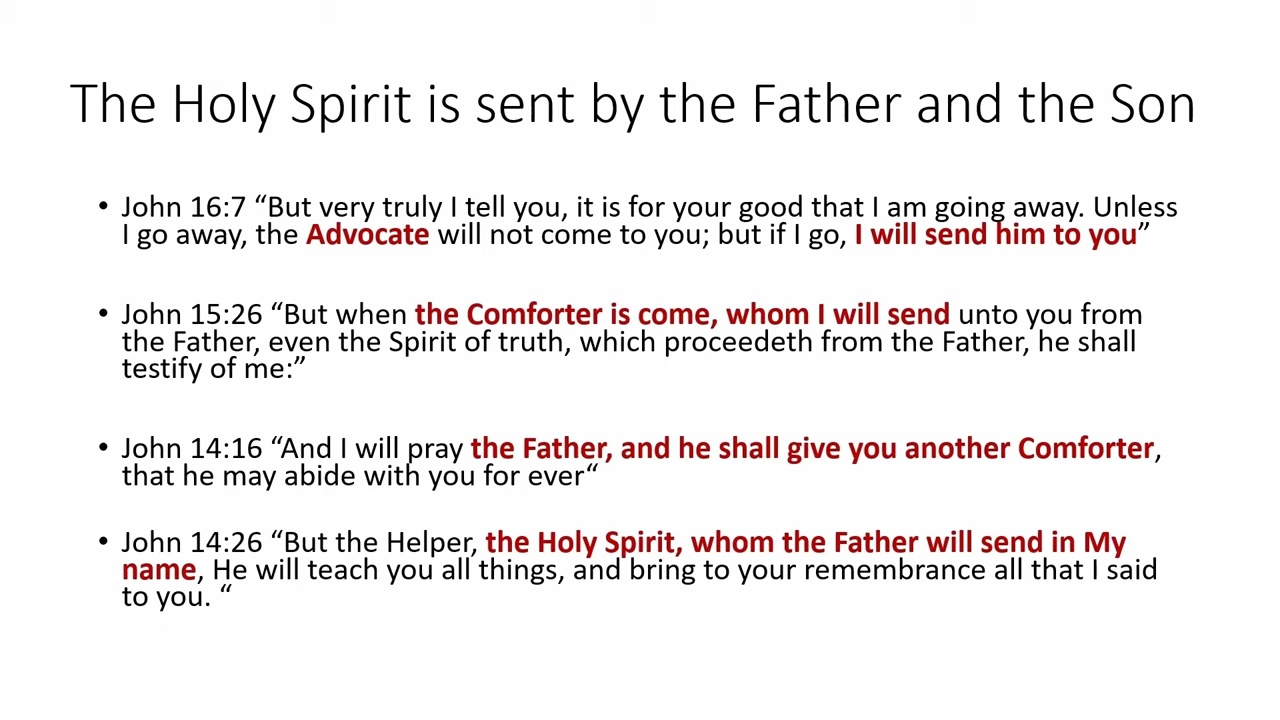 The Holy Spirit is sent by the Father and the Son
• John 16:7 “But very truly I tell you, it is for your good that I am going away. Unless
I go away, the Advocate will not come to you; but if I go, I will send him to you”
• John 15:26 “But when the Comforter is come, whom I will send unto you from
the Father, even the Spirit of truth, which proceedeth from the Father, he shall
testify of me:”
• John 14:16 “And I will pray the Father, and he shall give you another Comforter,
that he may abide with you for ever“
• John 14:26 “But the Helper, the Holy Spirit, whom the Father will send in My
name, He will teach you all things, and bring to your remembrance all that I said
to you. “